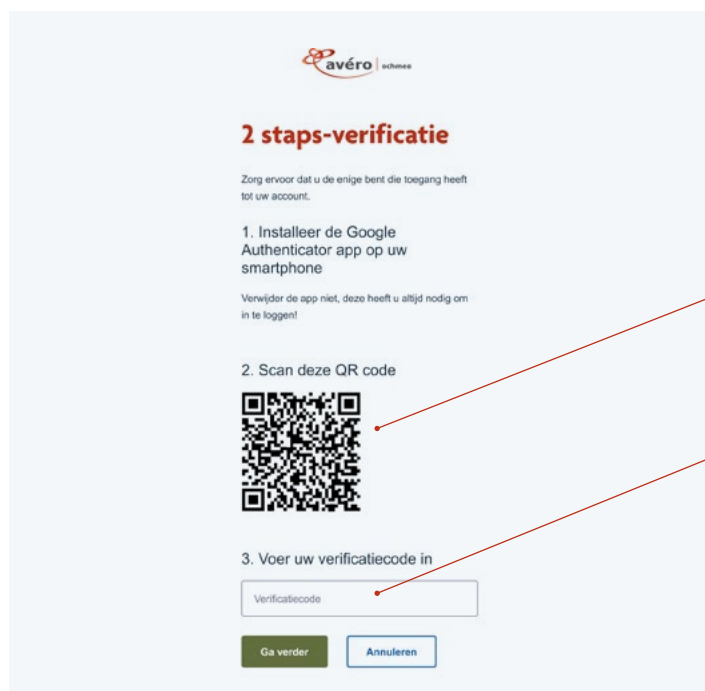 avéro achmea
2 staps-verificatie
Zorg ervoor dat u de enige bent die toegang heeft
tot uw account.
1. Installeer de Google
Authenticator app op uw
smartphone
Verwijder de app niet, deze heeft u altijd nodig om
in te loggen!
2. Scan deze QR code
3. Voer uw verificatiecode in
Verificatiecode
Ga verder
Annuleren